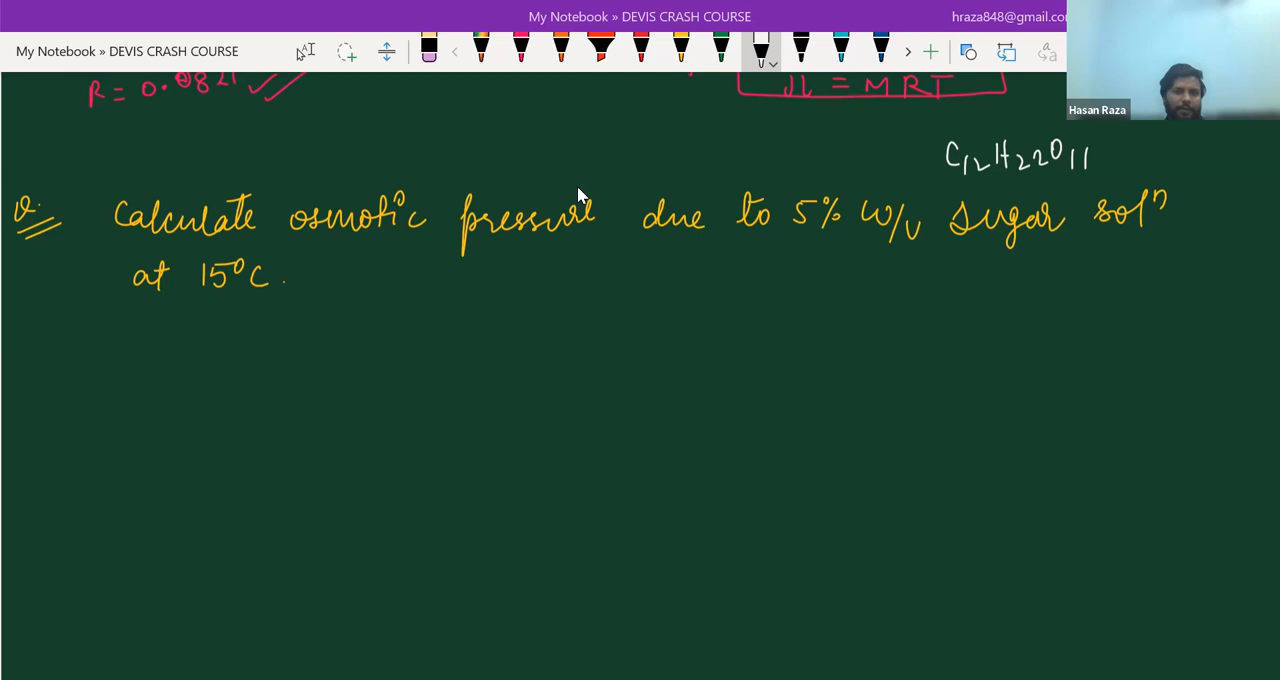 My Notebook » DEVIS CRASH COURSE
hraza848@gmail.co
My Notebook » DEVIS CRASH COURSE
Hasan Raza
R = 0.0821
π = MRT
C12H22O11
Q. Calculate osmotic pressure due to 5% W/V sugar solⁿ
at 15°C.